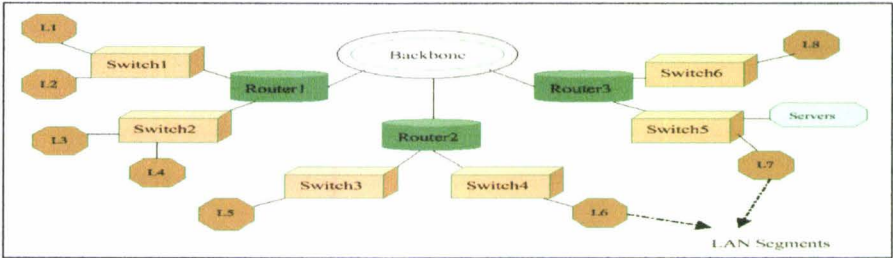 L1
Backbone
L8
Switch1
Switch6
L2
Router1
Router3
Servers
Switch2
Switch5
L3
Router2
L4
L7
Switch3
Switch4
L5
L6
LAN Segments